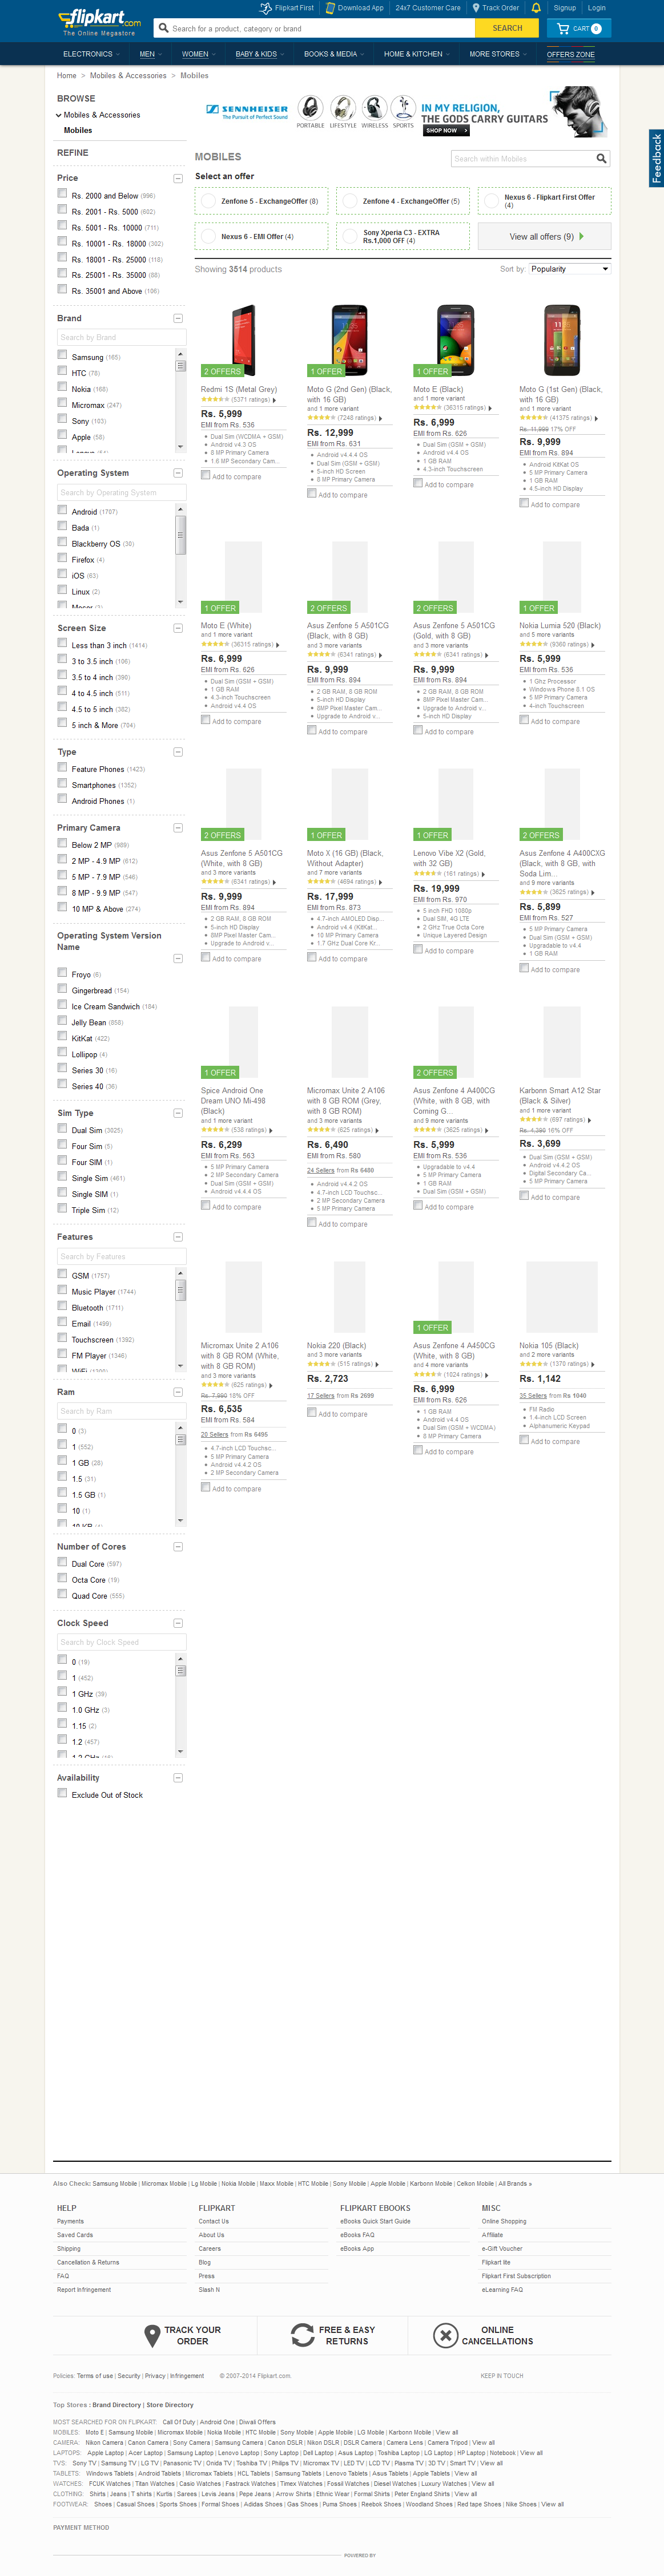 Flipkart First
Download App
24x7 Customer Care
Track Order
Signup
Login
flipkart.com
The Online Megastore
Search for a product, category or brand
SEARCH
CART 0
ELECTRONICS
MEN
WOMEN
BABY & KIDS
BOOKS & MEDIA
HOME & KITCHEN
MORE STORES
OFFERS ZONE
Home > Mobiles & Accessories > Mobiles
Feedback
BROWSE
Mobiles & Accessories
Mobiles
REFINE
Price
Rs. 2000 and Below (996)
Rs. 2001 - Rs. 5000 (602)
Rs. 5001 - Rs. 10000 (711)
Rs. 10001 - Rs. 18000 (382)
Rs. 18001 - Rs. 25000 (118)
Rs. 25001 - Rs. 35000 (88)
Rs. 35001 and Above (106)
Brand
Search by Brand
Samsung (165)
HTC (78)
Nokia (168)
Micromax (247)
Sony (103)
Apple (58)
Operating System
Search by Operating System
Android (1787)
Bada (1)
Blackberry OS (30)
Firefox (4)
iOS (63)
Linux (2)
Screen Size
Less than 3 inch (1414)
3 to 3.5 inch (106)
3.5 to 4 inch (398)
4 to 4.5 inch (511)
4.5 to 5 inch (382)
5 inch & More (784)
Type
Feature Phones (1423)
Smartphones (1352)
Android Phones (1)
Primary Camera
Below 2 MP (989)
2 MP - 4.9 MP (612)
5 MP - 7.9 MP (546)
8 MP - 9.9 MP (547)
10 MP & Above (274)
Operating System Version
Name
Froyo (6)
Gingerbread (154)
Ice Cream Sandwich (184)
Jelly Bean (858)
KitKat (422)
Lollipop (4)
Series 30 (16)
Series 40 (36)
Sim Type
Dual Sim (3025)
Four Sim (5)
Four SIM (1)
Single Sim (461)
Single SIM (1)
Triple Sim (12)
Features
Search by Features
GSM (1757)
Music Player (1744)
Bluetooth (1711)
Email (1499)
Touchscreen (1392)
FM Player (1346)
Ram
Search by Ram
0 (3)
1 (552)
1 GB (28)
1.5 (31)
1.5 GB (1)
10 (1)
Number of Cores
Dual Core (597)
Octa Core (19)
Quad Core (555)
Clock Speed
Search by Clock Speed
0 (19)
1 (452)
1 GHz (39)
1.0 GHz (3)
1.15 (2)
1.2 (457)
Availability
Exclude Out of Stock
SENNHEISER
The Pursuit of Perfect Sound
PORTABLE LIFESTYLE WIRELESS SPORTS
IN MY RELIGION,
THE GODS CARRY GUITARS
SHOP NOW
MOBILES
Search within Mobiles
Select an offer
Zenfone 5 - ExchangeOffer (8)
Zenfone 4 - ExchangeOffer (5)
Nexus 6 - Flipkart First Offer
(4)
Nexus 6 - EMI Offer (4)
Sony Xperia C3 - EXTRA
Rs.1,000 OFF (4)
View all offers (9)
Showing 3514 products
Sort by: Popularity
2 OFFERS
Redmi 1S (Metal Grey)
(5371 ratings)
Rs. 5,999
EMI from Rs. 536
Dual Sim (WCDMA + GSM)
Android v4.3 OS
8 MP Primary Camera
1.6 MP Secondary Cam...
Add to compare
1 OFFER
Moto G (2nd Gen) (Black,
with 16 GB)
and 1 more variant
(7248 ratings)
Rs. 12,999
EMI from Rs. 631
Android v4.4.4 OS
Dual Sim (GSM + GSM)
5-inch HD Screen
8 MP Primary Camera
Add to compare
1 OFFER
Moto E (Black)
and 1 more variant
(36315 ratings)
Rs. 6,999
EMI from Rs. 626
Dual Sim (GSM + GSM)
Android v4.4 OS
1 GB RAM
4.3-inch Touchscreen
Add to compare
Moto G (1st Gen) (Black,
with 16 GB)
and 1 more variant
(41375 ratings)
Rs. 11,999 17% OFF
Rs. 9,999
EMI from Rs. 894
Android KitKat OS
5 MP Primary Camera
1 GB RAM
4.5-inch HD Display
Add to compare
1 OFFER
Moto E (White)
and 1 more variant
(36315 ratings)
Rs. 6,999
EMI from Rs. 626
Dual Sim (GSM + GSM)
1 GB RAM
4.3-inch Touchscreen
Android v4.4 OS
Add to compare
2 OFFERS
Asus Zenfone 5 A501CG
(Black, with 8 GB)
and 3 more variants
(6341 ratings)
Rs. 9,999
EMI from Rs. 894
2 GB RAM, 8 GB ROM
5-inch HD Display
8MP Pixel Master Cam...
Upgrade to Android v...
Add to compare
2 OFFERS
Asus Zenfone 5 A501CG
(Gold, with 8 GB)
and 3 more variants
(6341 ratings)
Rs. 9,999
EMI from Rs. 894
2 GB RAM, 8 GB ROM
8MP Pixel Master Cam...
Upgrade to Android v...
5-inch HD Display
Add to compare
1 OFFER
Nokia Lumia 520 (Black)
and 5 more variants
(9360 ratings)
Rs. 5,999
EMI from Rs. 536
1 Ghz Processor
Windows Phone 8.1 OS
5 MP Primary Camera
4-inch Touchscreen
Add to compare
2 OFFERS
Asus Zenfone 5 A501CG
(White, with 8 GB)
and 3 more variants
(6341 ratings)
Rs. 9,999
EMI from Rs. 894
2 GB RAM, 8 GB ROM
5-inch HD Display
8MP Pixel Master Cam...
Upgrade to Android v...
Add to compare
1 OFFER
Moto X (16 GB) (Black,
Without Adapter)
and 7 more variants
(4694 ratings)
Rs. 17,999
EMI from Rs. 873
4.7-inch AMOLED Disp...
Android v4.4 (KitKat...
10 MP Primary Camera
1.7 GHz Dual Core Kr...
Add to compare
1 OFFER
Lenovo Vibe X2 (Gold,
with 32 GB)
(161 ratings)
Rs. 19,999
EMI from Rs. 970
5 inch FHD 1080p
Dual SIM, 4G LTE
2 GHz True Octa Core
Unique Layered Design
Add to compare
2 OFFERS
Asus Zenfone 4 A400CXG
(Black, with 8 GB, with
Soda Lim...
and 9 more variants
(3625 ratings)
Rs. 5,899
EMI from Rs. 527
5 MP Primary Camera
Dual Sim (GSM + GSM)
Upgradable to v4.4
1 GB RAM
Add to compare
1 OFFER
Spice Android One
Dream UNO Mi-498
(Black)
and 1 more variant
(538 ratings)
Rs. 6,299
EMI from Rs. 563
5 MP Primary Camera
2 MP Secondary Camera
Dual Sim (GSM + GSM)
Android v4.4.4 OS
Add to compare
Micromax Unite 2 A106
with 8 GB ROM (Grey,
with 8 GB ROM)
and 3 more variants
(625 ratings)
Rs. 6,490
EMI from Rs. 580
24 Sellers from Rs 6480
Android v4.4.2 OS
4.7-inch LCD Touchsc...
2 MP Secondary Camera
5 MP Primary Camera
Add to compare
2 OFFERS
Asus Zenfone 4 A400CG
(White, with 8 GB, with
Corning G...
and 9 more variants
(3625 ratings)
Rs. 5,999
EMI from Rs. 536
Upgradable to v4.4
5 MP Primary Camera
1 GB RAM
Dual Sim (GSM + GSM)
Add to compare
Karbonn Smart A12 Star
(Black & Silver)
and 1 more variant
(697 ratings)
Rs. 4,390 16% OFF
Rs. 3,699
Dual Sim (GSM + GSM)
Android v4.4.2 OS
Digital Secondary Ca...
5 MP Primary Camera
Add to compare
Micromax Unite 2 A106
with 8 GB ROM (White,
with 8 GB ROM)
and 3 more variants
(625 ratings)
Rs. 7,990 18% OFF
Rs. 6,535
EMI from Rs. 584
29 Sellers from Rs 6495
4.7-inch LCD Touchsc...
5 MP Primary Camera
Android v4.4.2 OS
2 MP Secondary Camera
Add to compare
Nokia 220 (Black)
and 3 more variants
(515 ratings)
Rs. 2,723
17 Sellers from Rs 2699
Add to compare
1 OFFER
Asus Zenfone 4 A450CG
(White, with 8 GB)
and 4 more variants
(1024 ratings)
Rs. 6,999
EMI from Rs. 626
1 GB RAM
Android v4.4 OS
Dual Sim (GSM + WCDMA)
8 MP Primary Camera
Add to compare
Nokia 105 (Black)
and 2 more variants
(1370 ratings)
Rs. 1,142
35 Sellers from Rs 1040
FM Radio
1.4-inch LCD Screen
Alphanumeric Keypad
Add to compare
Also Check: Samsung Mobile | Micromax Mobile | Lg Mobile | Nokia Mobile | Maxx Mobile | HTC Mobile | Sony Mobile | Apple Mobile | Karbonn Mobile | Celkon Mobile | All Brands »
HELP
Payments
Saved Cards
Shipping
Cancellation & Returns
FAQ
Report Infringement
FLIPKART
Contact Us
About Us
Careers
Blog
Press
Slash N
FLIPKART EBOOKS
eBooks Quick Start Guide
eBooks FAQ
eBooks App
MISC
Online Shopping
Affiliate
e-Gift Voucher
Flipkart lite
Flipkart First Subscription
eLearning FAQ
TRACK YOUR
ORDER
FREE & EASY
RETURNS
ONLINE
CANCELLATIONS
Policies: Terms of use | Security | Privacy | Infringement
© 2007-2014 Flipkart.com.
KEEP IN TOUCH
Top Stores : Brand Directory | Store Directory
MOST SEARCHED FOR ON FLIPKART: Call Of Duty | Android One | Diwali Offers
MOBILES: Moto E | Samsung Mobile | Micromax Mobile | Nokia Mobile | HTC Mobile | Sony Mobile | Apple Mobile | LG Mobile | Karbonn Mobile | View all
CAMERA: Nikon Camera | Canon Camera | Sony Camera | Samsung Camera | Canon DSLR | Nikon DSLR | DSLR Camera | Camera Lens | Camera Tripod | View all
LAPTOPS: Apple Laptop | Acer Laptop | Samsung Laptop | Lenovo Laptop | Sony Laptop | Dell Laptop | Asus Laptop | Toshiba Laptop | LG Laptop | HP Laptop | Notebook | View all
TVS: Sony TV | Samsung TV | LG TV | Panasonic TV | Onida TV | Toshiba TV | Philips TV | Micromax TV | LED TV | LCD TV | Plasma TV | 3D TV | Smart TV | View all
TABLETS: Windows Tablets | Android Tablets | Micromax Tablets | HCL Tablets | Samsung Tablets | Lenovo Tablets | Asus Tablets | Apple Tablets | View all
WATCHES: FCUK Watches | Titan Watches | Casio Watches | Fastrack Watches | Timex Watches | Fossil Watches | Diesel Watches | Luxury Watches | View all
CLOTHING: Shirts | Jeans | T shirts | Kurtis | Sarees | Levis Jeans | Pepe Jeans | Arrow Shirts | Ethnic Wear | Formal Shirts | Peter England Shirts | View all
FOOTWEAR: Shoes | Casual Shoes | Sports Shoes | Formal Shoes | Adidas Shoes | Gas Shoes | Puma Shoes | Reebok Shoes | Woodland Shoes | Red tape Shoes | Nike Shoes | View all
PAYMENT METHOD
POWERED BY